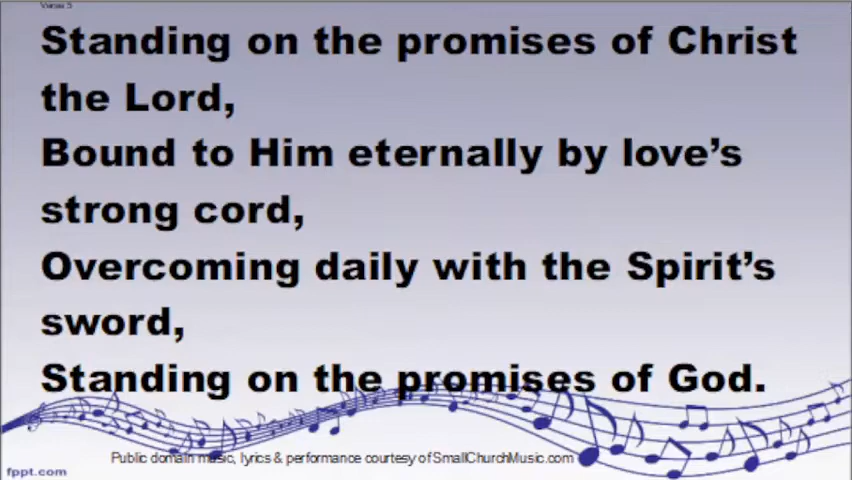 Verse 3
Standing on the promises of Christ
the Lord,
Bound to Him eternally by love’s
strong cord,
Overcoming daily with the Spirit’s
sword,
Standing on the promises of God.
Public domain music, lyrics & performance courtesy of SmallChurchMusic.com
fppt.com